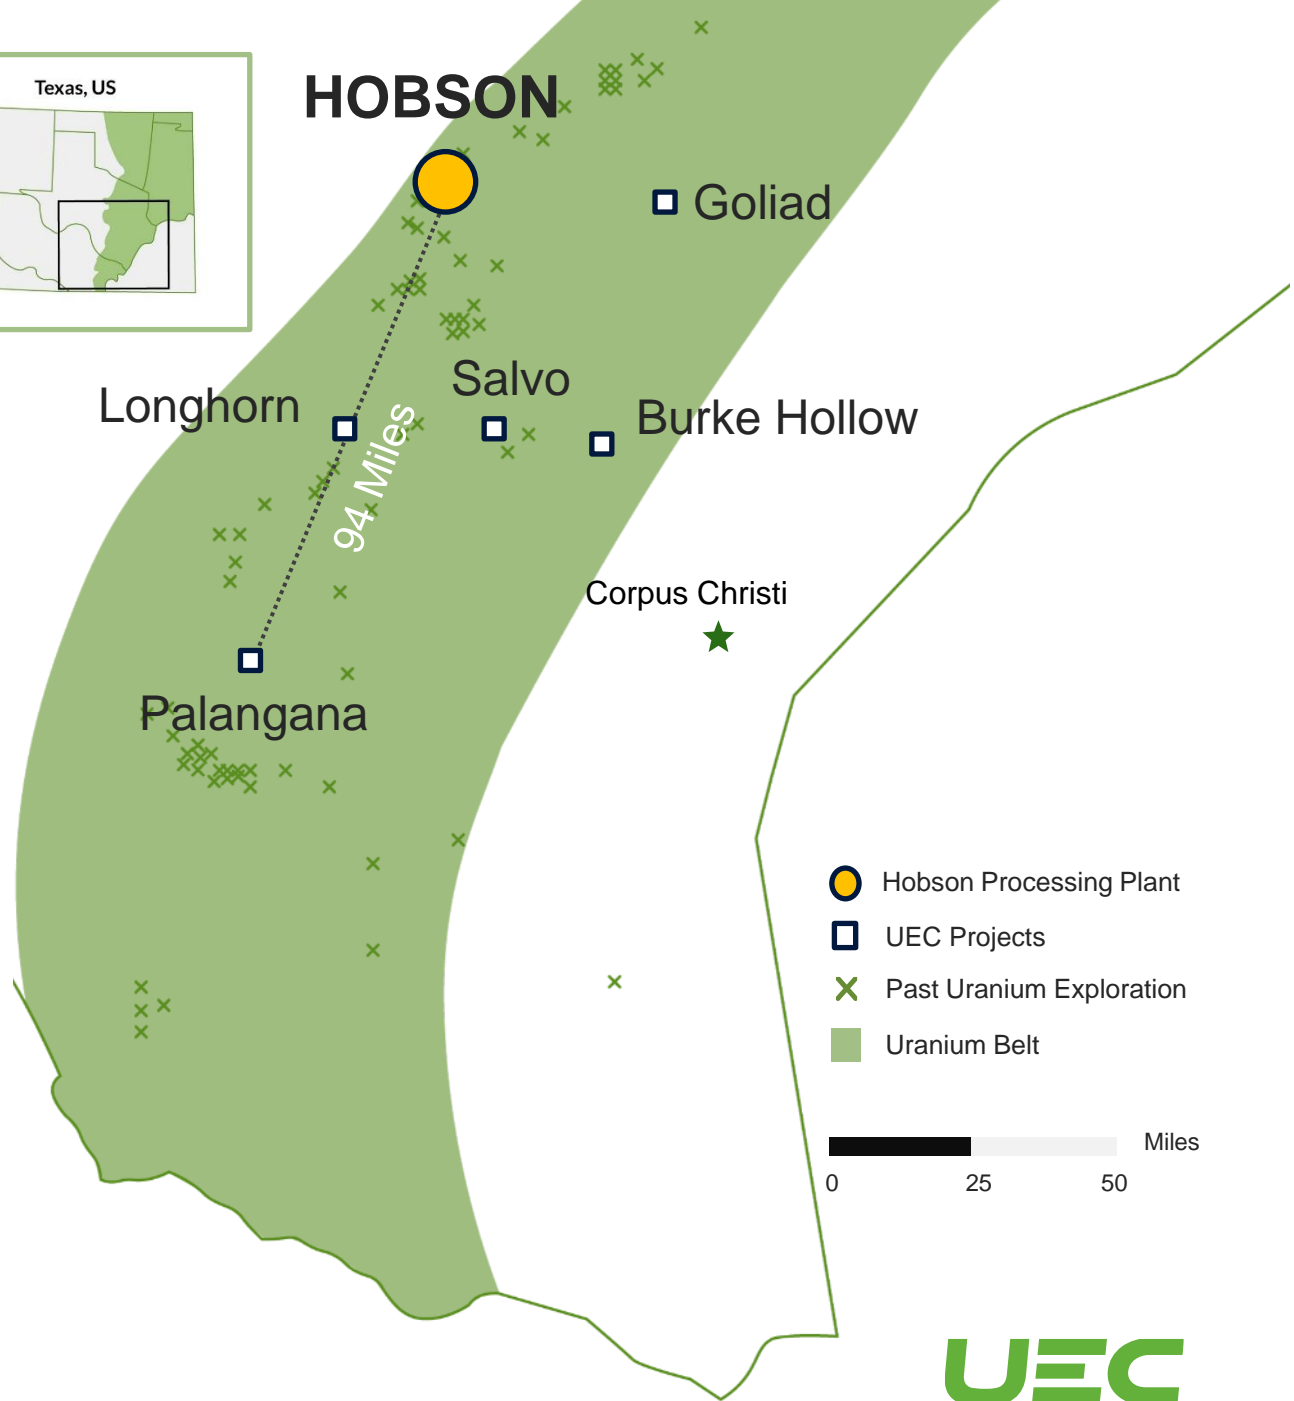 Texas, US
HOBSON
Goliad
Salvo
Longhorn
Burke Hollow
94 Miles
Corpus Christi
Palangana
Hobson Processing Plant
UEC Projects
Past Uranium Exploration
Uranium Belt
Miles
0 25 50
UEC